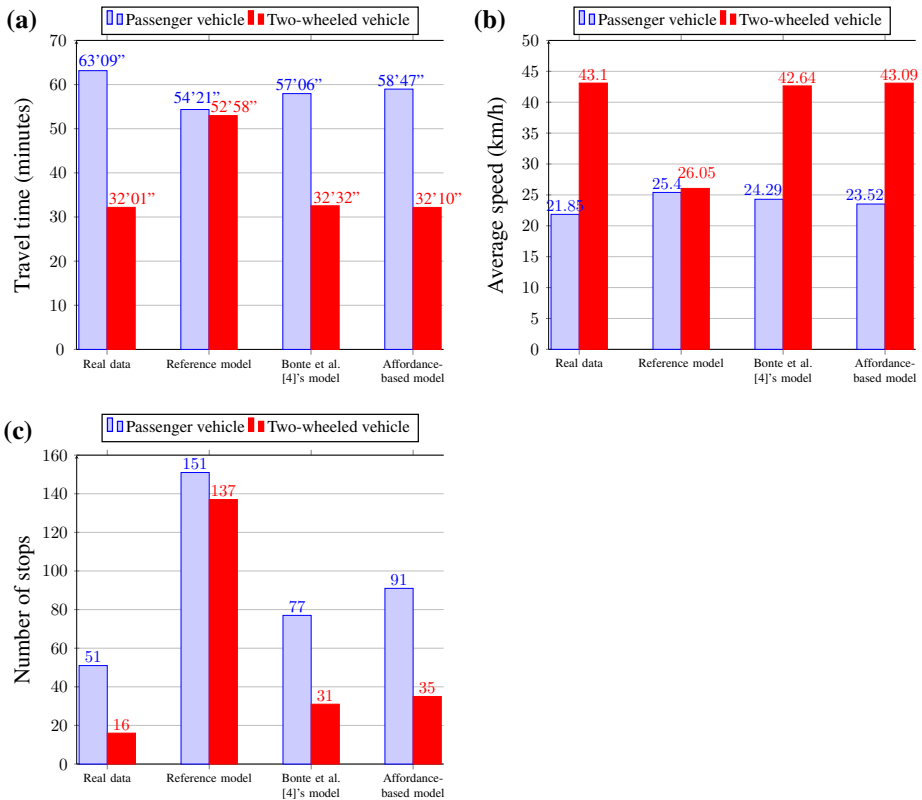 (a)
Passenger vehicle Two-wheeled vehicle
Travel time (minutes)
70
60
50
40
30
20
10
0
63’09”
54’21”
52’58”
57’06”
58’47”
32’01”
32’32”
32’10”
Real data
Reference model
Bonte et al.
[4]’s model
Affordance-
based model
(b)
Passenger vehicle Two-wheeled vehicle
Average speed (km/h)
50
45
40
35
30
25
20
15
10
5
0
43.1
42.64
43.09
21.85
25.4
26.05
24.29
23.52
Real data
Reference model
Bonte et al.
[4]’s model
Affordance-
based model
(c)
Passenger vehicle Two-wheeled vehicle
Number of stops
160
140
120
100
80
60
40
20
0
151
137
51
16
77
31
91
35
Real data
Reference model
Bonte et al.
[4]’s model
Affordance-
based model